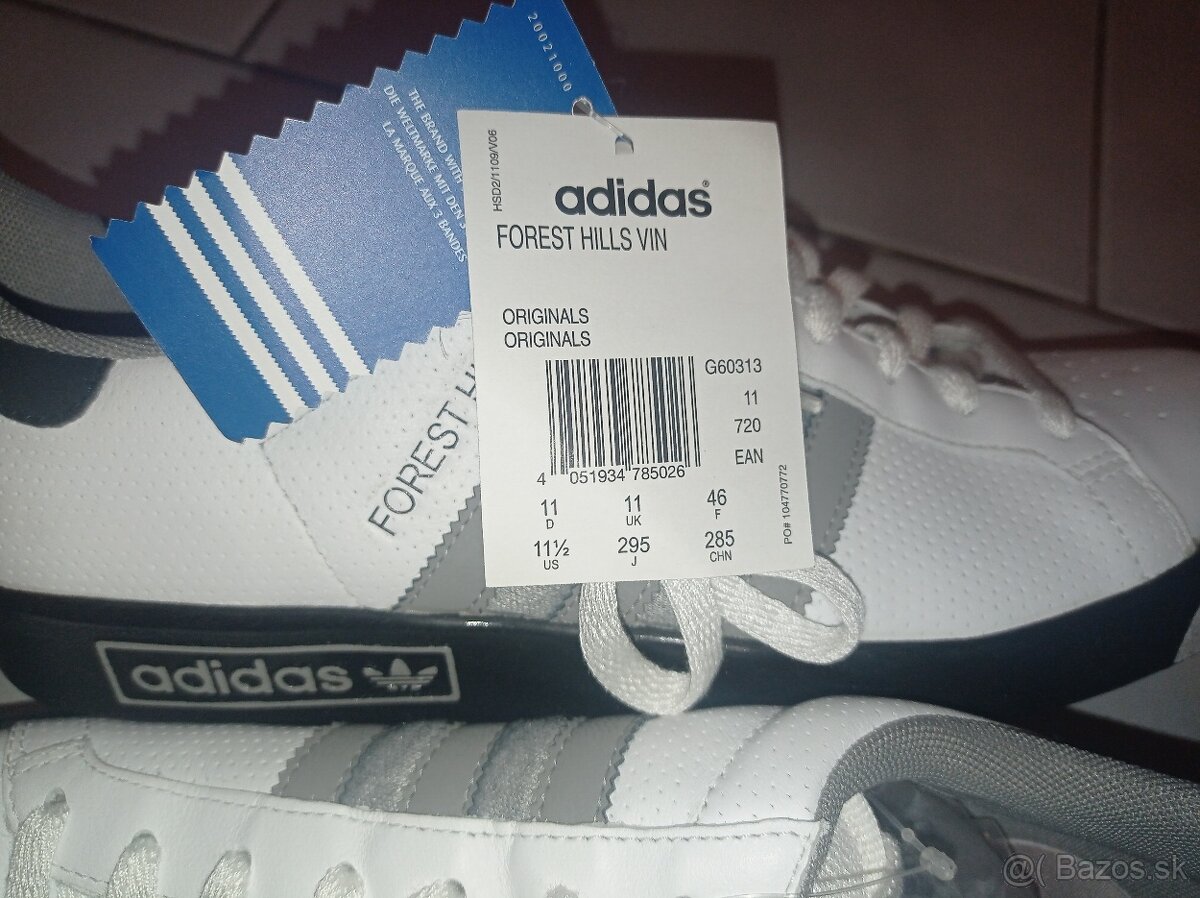 20021000
THE BRAND WITH
DIE WELTMARKE MIT DEN 3
LA MARQUE AUX 3 BANDES
HSD2/1109/V06
adidas®
FOREST HILLS VIN
ORIGINALS
ORIGINALS
G60313
11
720
EAN
4 051934 785026
11 11 46
D UK F
11½ 295 285
US J CHN
PO# 104770772
FOREST HI
adidas
@( Bazos.sk